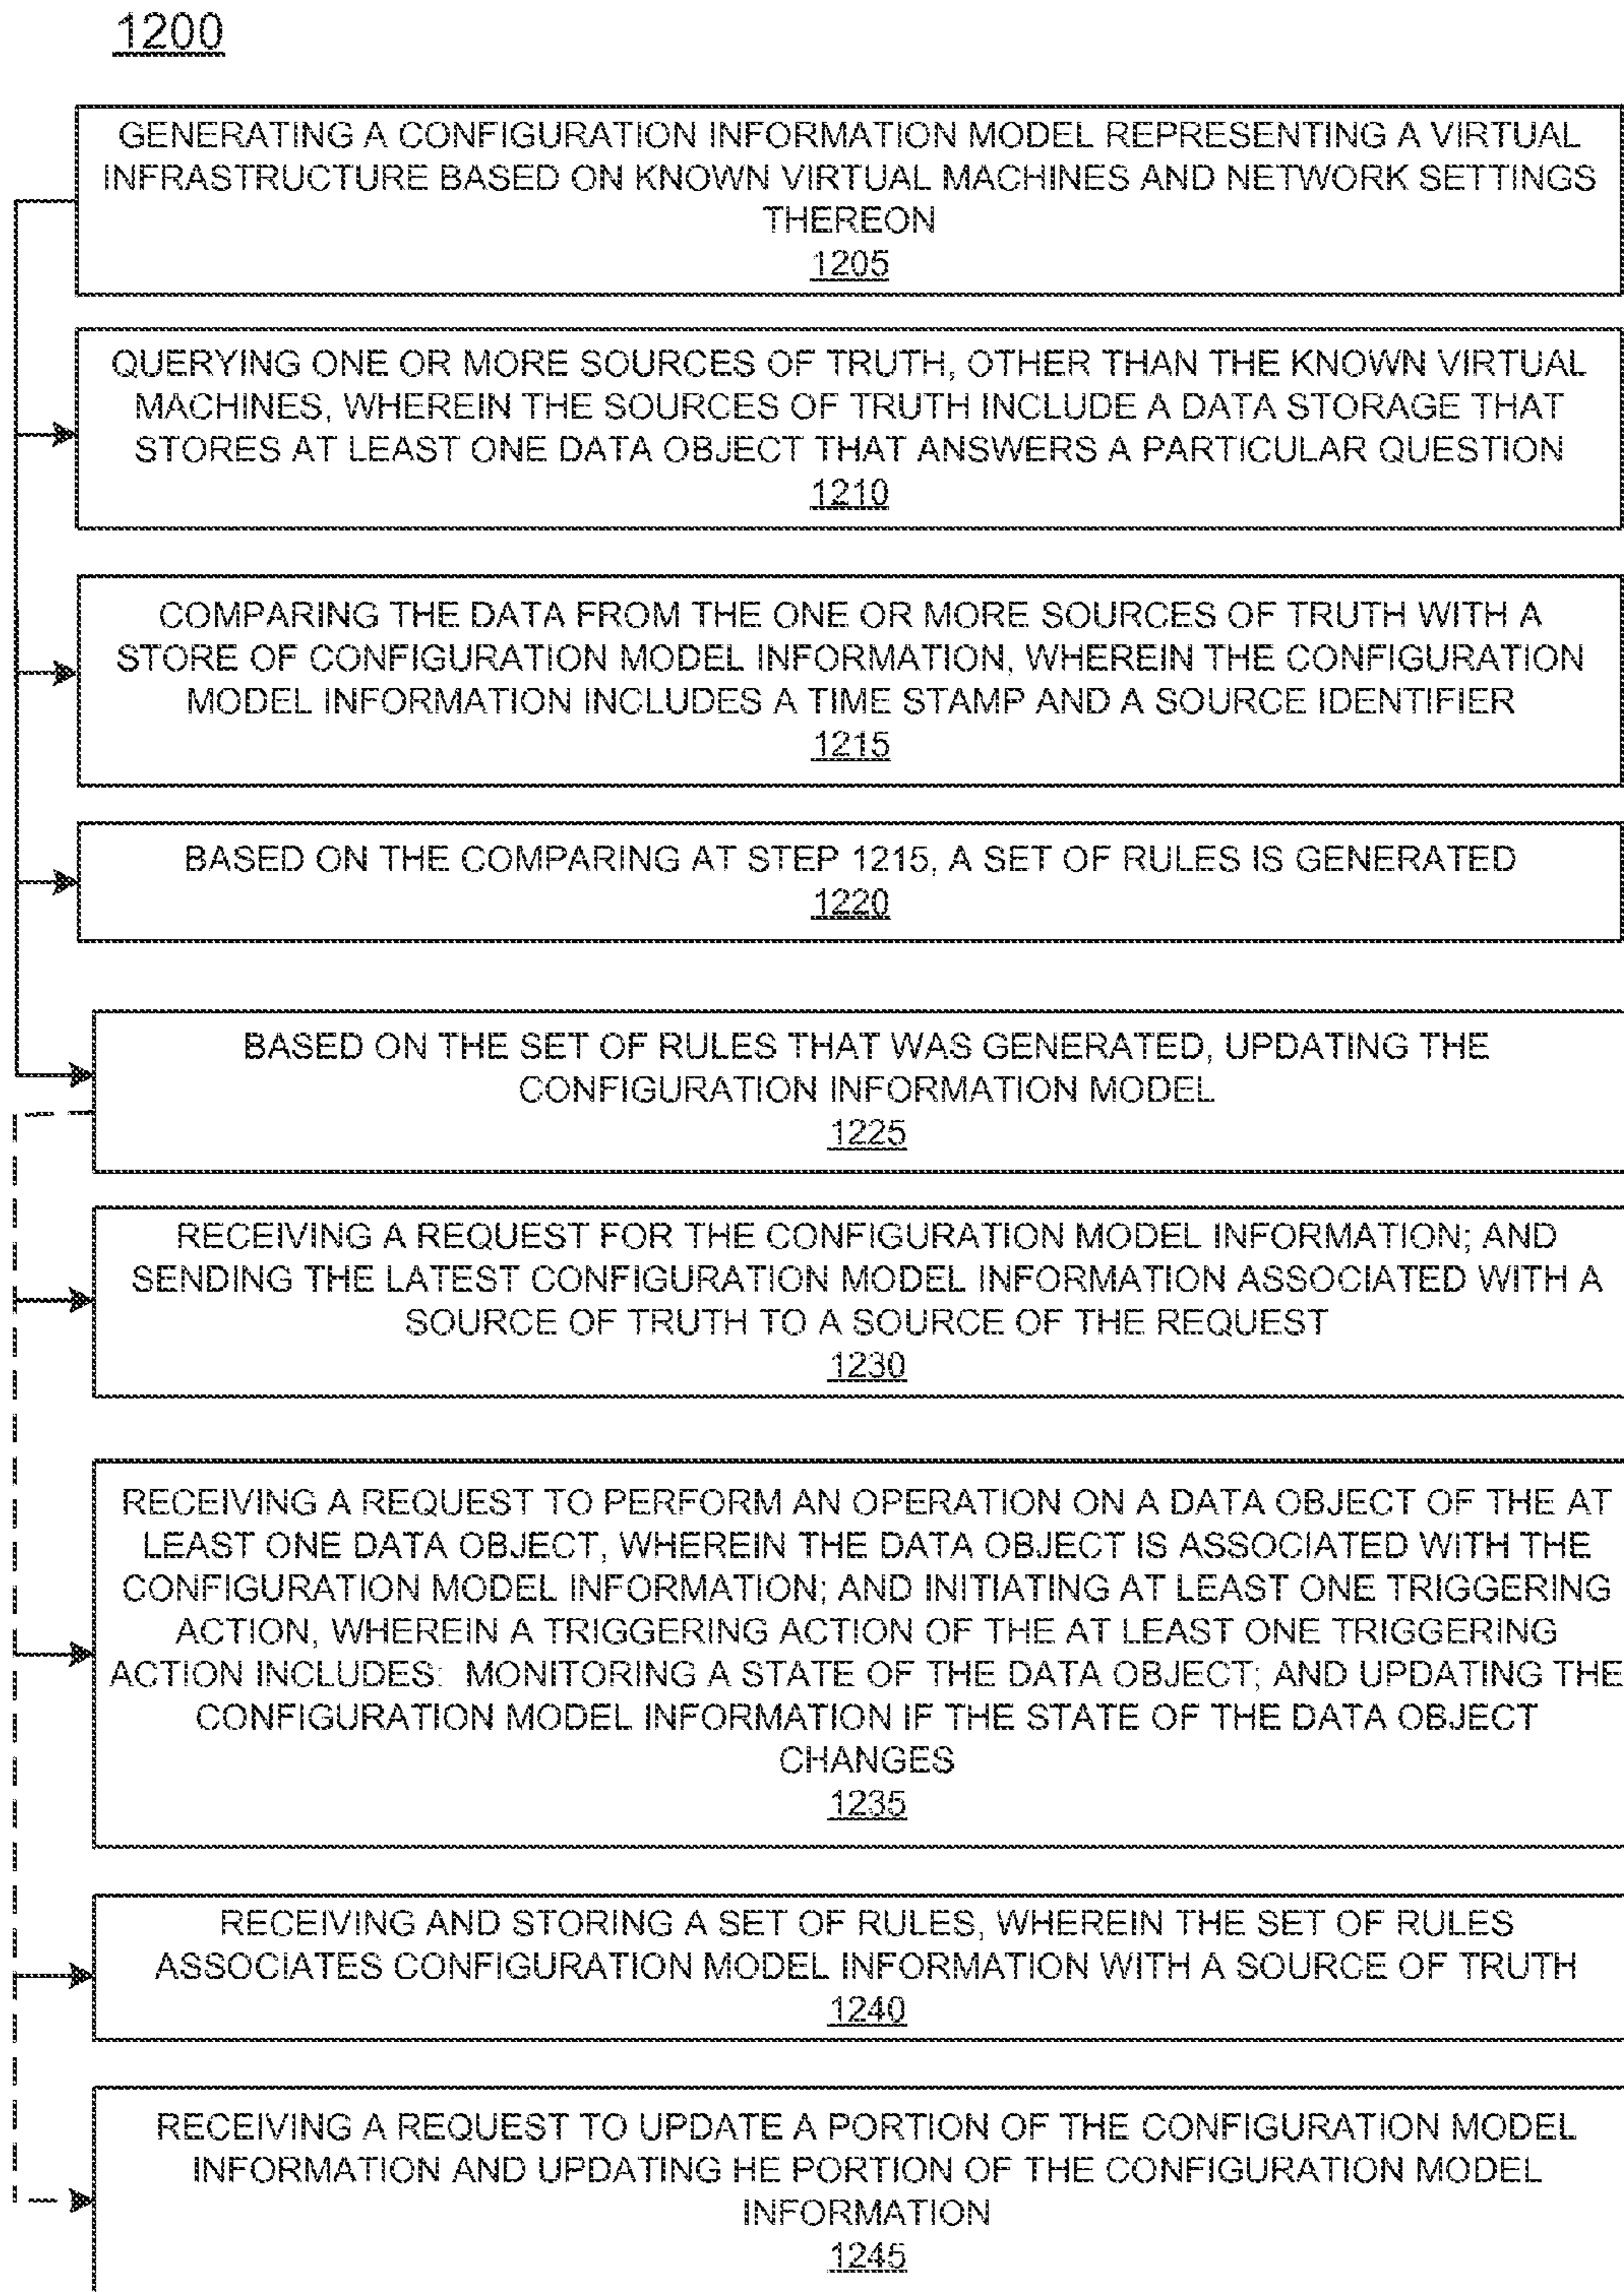 1200
GENERATING A CONFIGURATION INFORMATION MODEL REPRESENTING A VIRTUAL
INFRASTRUCTURE BASED ON KNOWN VIRTUAL MACHINES AND NETWORK SETTINGS
THEREON
1205
QUERYING ONE OR MORE SOURCES OF TRUTH, OTHER THAN THE KNOWN VIRTUAL
MACHINES, WHEREIN THE SOURCES OF TRUTH INCLUDE A DATA STORAGE THAT
STORES AT LEAST ONE DATA OBJECT THAT ANSWERS A PARTICULAR QUESTION
1210
COMPARING THE DATA FROM THE ONE OR MORE SOURCES OF TRUTH WITH A
STORE OF CONFIGURATION MODEL INFORMATION, WHEREIN THE CONFIGURATION
MODEL INFORMATION INCLUDES A TIME STAMP AND A SOURCE IDENTIFIER
1215
BASED ON THE COMPARING AT STEP 1215, A SET OF RULES IS GENERATED
1220
BASED ON THE SET OF RULES THAT WAS GENERATED, UPDATING THE
CONFIGURATION INFORMATION MODEL
1225
RECEIVING A REQUEST FOR THE CONFIGURATION MODEL INFORMATION; AND
SENDING THE LATEST CONFIGURATION MODEL INFORMATION ASSOCIATED WITH A
SOURCE OF TRUTH TO A SOURCE OF THE REQUEST
1230
RECEIVING A REQUEST TO PERFORM AN OPERATION ON A DATA OBJECT OF THE AT
LEAST ONE DATA OBJECT, WHEREIN THE DATA OBJECT IS ASSOCIATED WITH THE
CONFIGURATION MODEL INFORMATION; AND INITIATING AT LEAST ONE TRIGGERING
ACTION, WHEREIN A TRIGGERING ACTION OF THE AT LEAST ONE TRIGGERING
ACTION INCLUDES: MONITORING A STATE OF THE DATA OBJECT; AND UPDATING THE
CONFIGURATION MODEL INFORMATION IF THE STATE OF THE DATA OBJECT
CHANGES
1235
RECEIVING AND STORING A SET OF RULES, WHEREIN THE SET OF RULES
ASSOCIATES CONFIGURATION MODEL INFORMATION WITH A SOURCE OF TRUTH
1240
RECEIVING A REQUEST TO UPDATE A PORTION OF THE CONFIGURATION MODEL
INFORMATION AND UPDATING HE PORTION OF THE CONFIGURATION MODEL
INFORMATION
1245